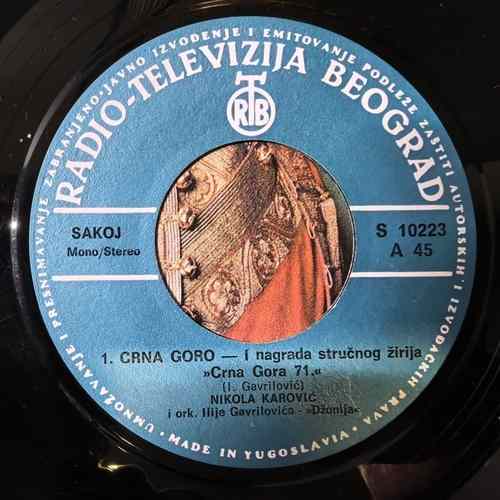 UMNOŽAVANJE I PRESNIMAVANJE ZABRANJENO · JAVNO IZVOĐENJE I EMITOVANJE PODLEŽE ZAŠTITI AUTORSKIH I IZVOĐAČKIH PRAVA ·
RADIO-TELEVIZIJA BEOGRAD
RTB
SAKOJ
Mono/Stereo
S 10223
A 45
1. CRNA GORO — I nagrada stručnog žirija
»Crna Gora 71.«
(I. Gavrilović)
NIKOLA KAROVIĆ
i ork. Ilije Gavrilovića - »Džunije«
· MADE IN YUGOSLAVIA ·